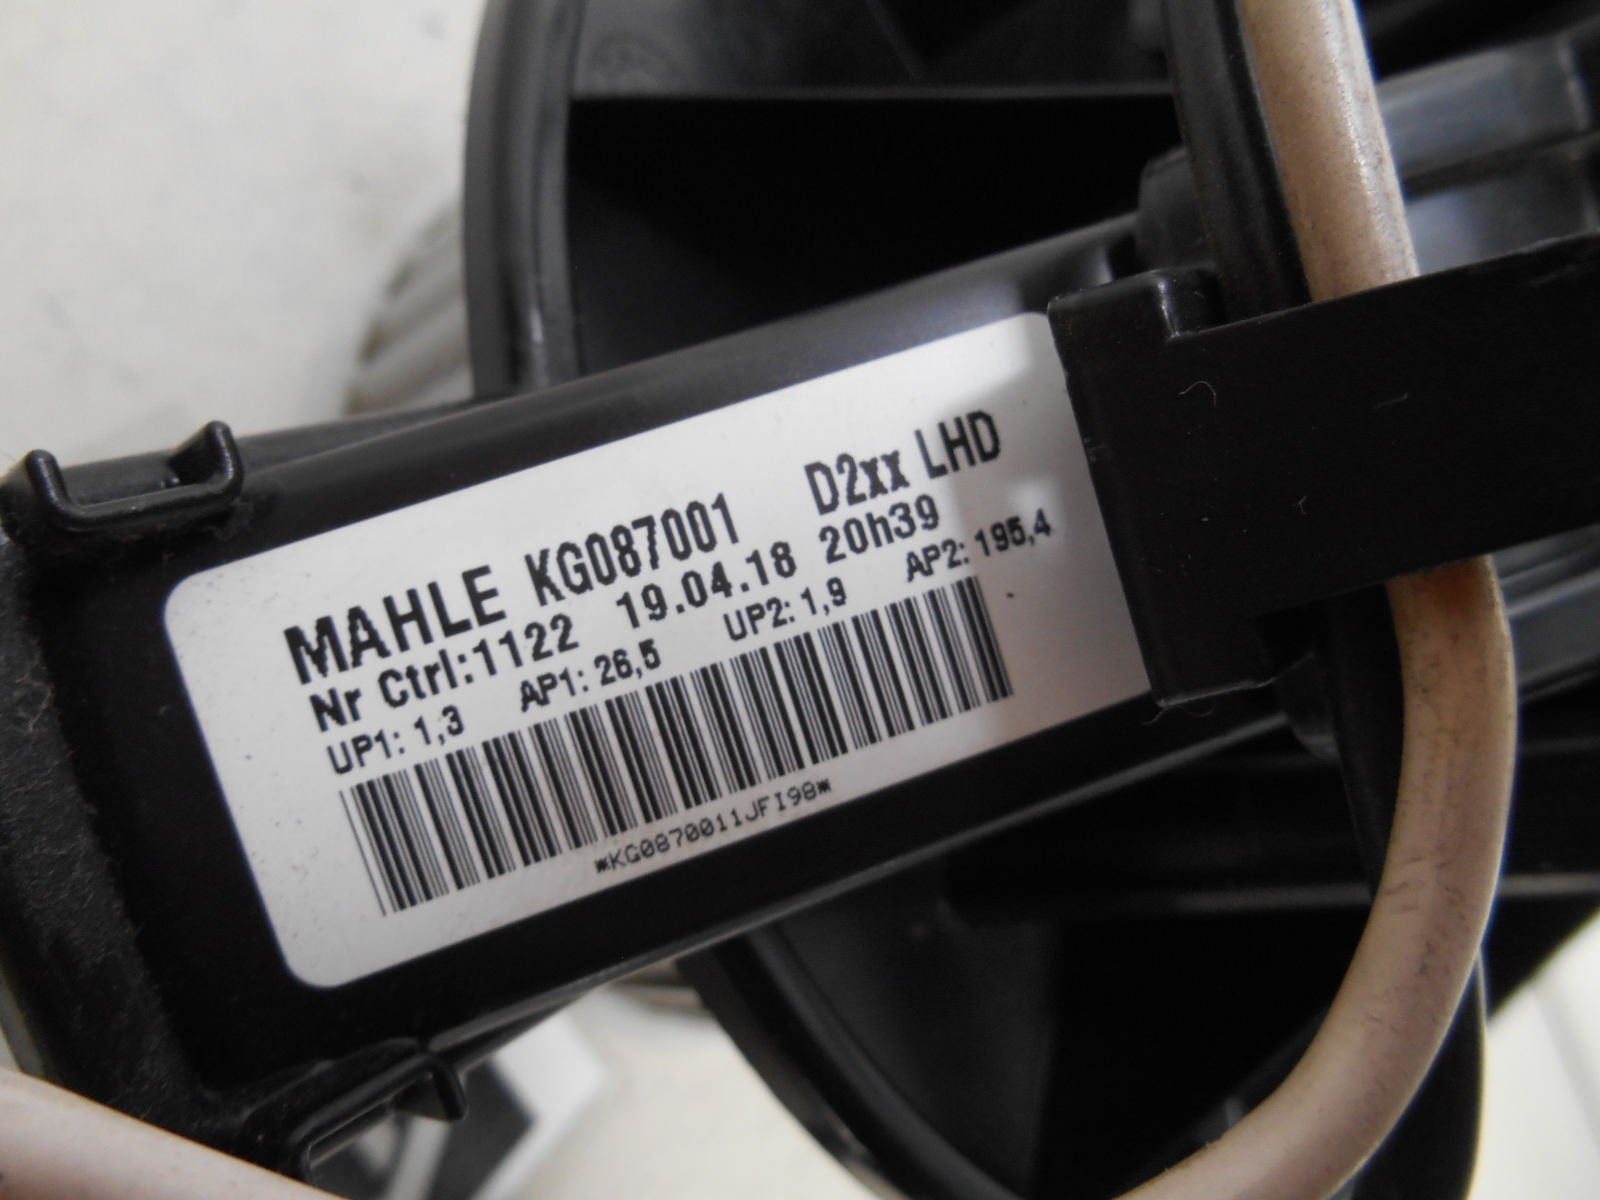 MAHLE KG087001 D2xx LHD
Nr Ctrl:1122 19.04.18 20h39
UP1: 1,3 AP1: 26,5 UP2: 1,9 AP2: 195,4
*KG0870011JFI98*